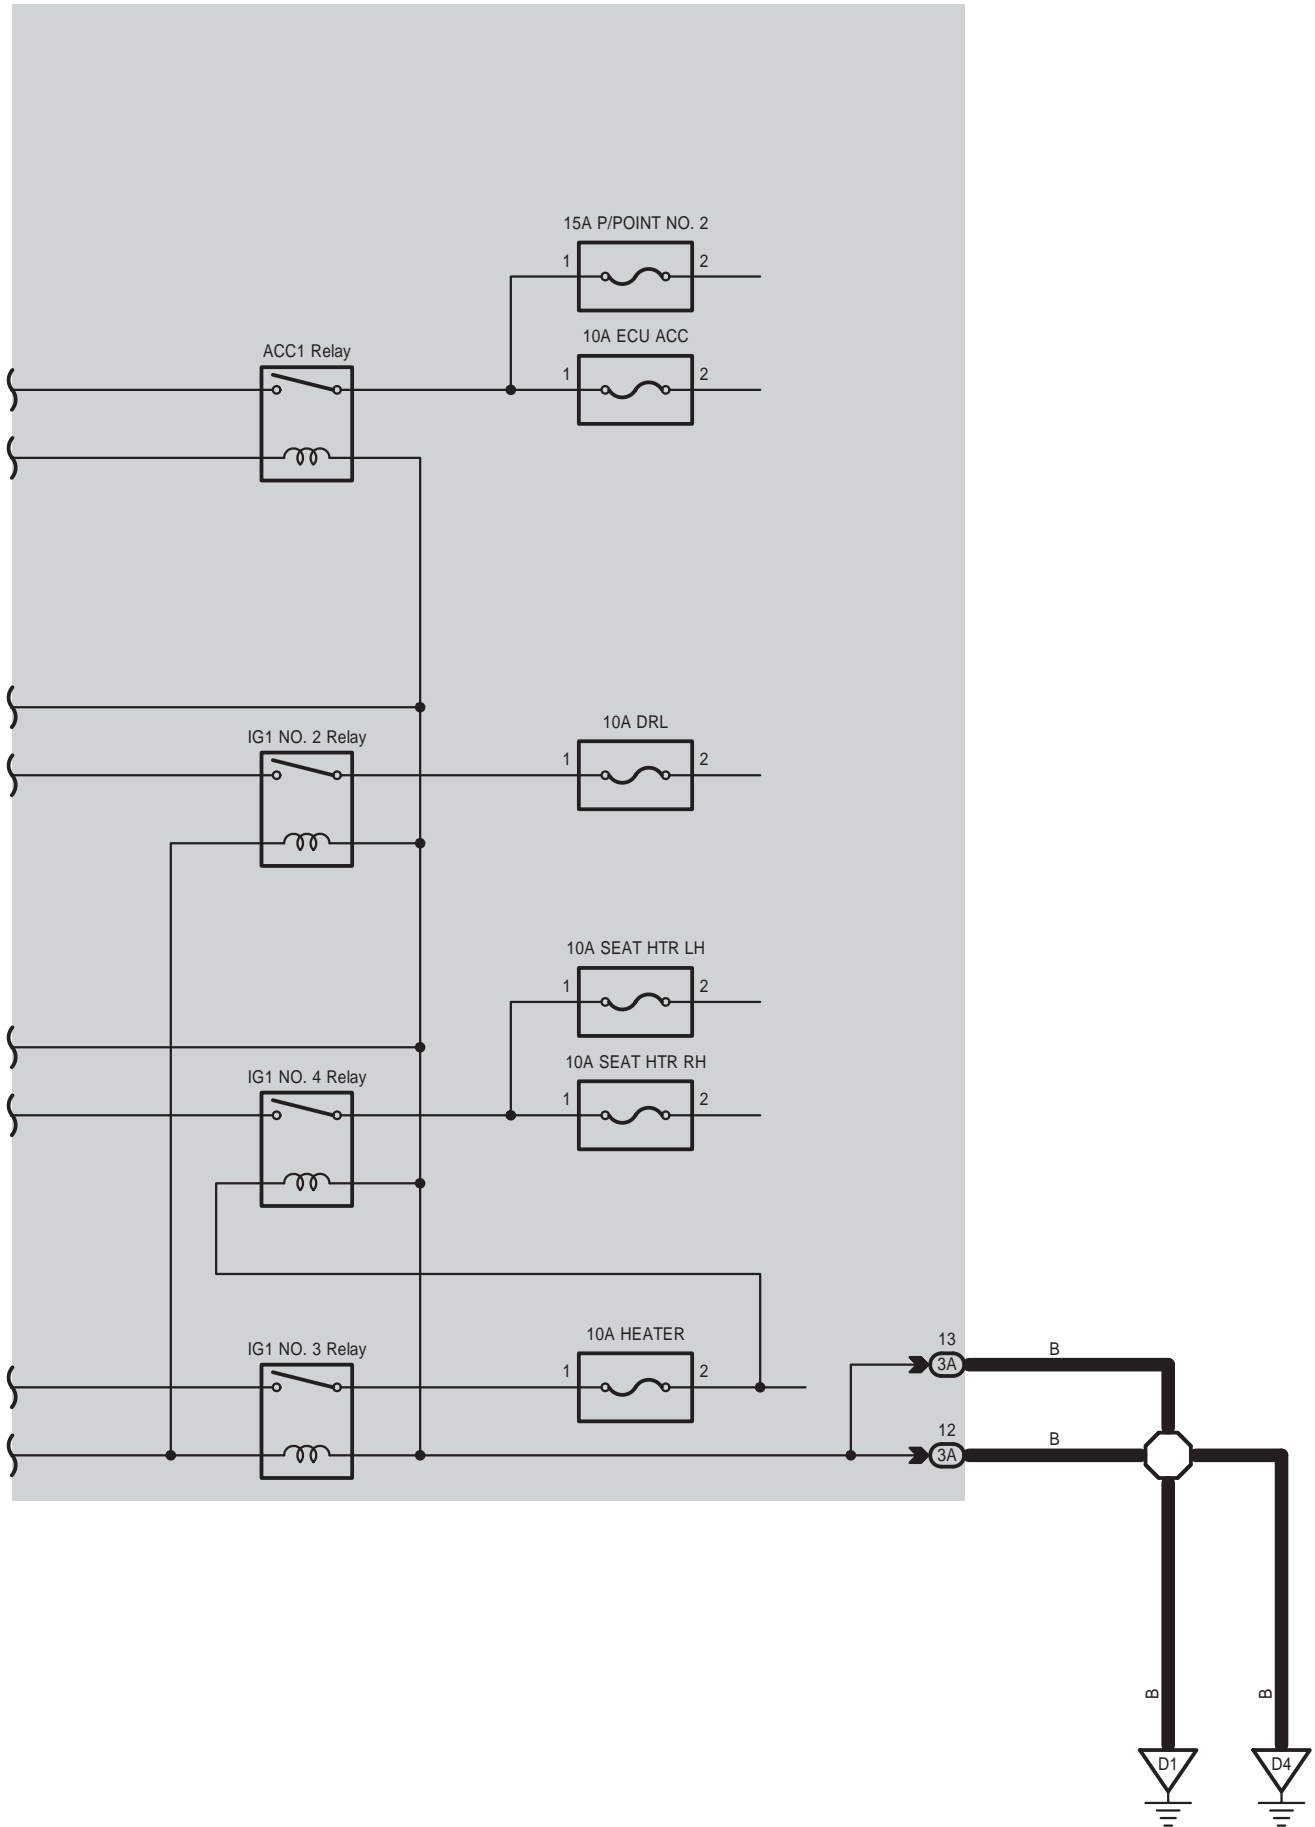 15A P/POINT NO. 2
1 2
10A ECU ACC
1 2
ACC1 Relay
10A DRL
1 2
IG1 NO. 2 Relay
10A SEAT HTR LH
1 2
10A SEAT HTR RH
1 2
IG1 NO. 4 Relay
10A HEATER
1 2
IG1 NO. 3 Relay
13
3A
B
12
3A
B
B
B
D1
D4